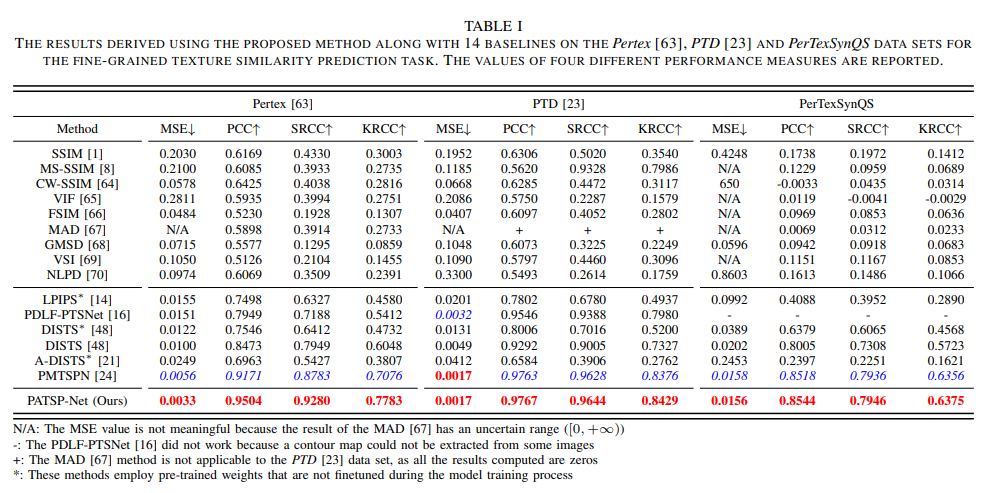 TABLE I
THE RESULTS DERIVED USING THE PROPOSED METHOD ALONG WITH 14 BASELINES ON THE Pertex [63], PTD [23] AND PerTexSynQS DATA SETS FOR
THE FINE-GRAINED TEXTURE SIMILARITY PREDICTION TASK. THE VALUES OF FOUR DIFFERENT PERFORMANCE MEASURES ARE REPORTED.
Pertex [63] PTD [23] PerTexSynQS
Method MSE↓ PCC↑ SRCC↑ KRCC↑ MSE↓ PCC↑ SRCC↑ KRCC↑ MSE↓ PCC↑ SRCC↑ KRCC↑
SSIM [1] 0.2030 0.6169 0.4330 0.3003 0.1952 0.6306 0.5020 0.3540 0.4248 0.1738 0.1972 0.1412
MS-SSIM [8] 0.2100 0.6085 0.3933 0.2735 0.1185 0.5620 0.9328 0.7986 N/A 0.1229 0.0959 0.0689
CW-SSIM [64] 0.0578 0.6425 0.4038 0.2816 0.0668 0.6285 0.4472 0.3117 650 -0.0033 0.0435 0.0314
VIF [65] 0.2811 0.5935 0.3994 0.2751 0.2086 0.5750 0.2287 0.1579 N/A 0.0119 -0.0041 -0.0029
FSIM [66] 0.0484 0.5230 0.1928 0.1307 0.0407 0.6097 0.4052 0.2802 N/A 0.0969 0.0853 0.0636
MAD [67] N/A 0.5898 0.3914 0.2733 N/A + + + N/A 0.0069 0.0312 0.0233
GMSD [68] 0.0715 0.5577 0.1295 0.0859 0.1048 0.6073 0.3225 0.2249 0.0596 0.0942 0.0918 0.0683
VSI [69] 0.1050 0.5126 0.2104 0.1455 0.1090 0.5797 0.4460 0.3096 N/A 0.1151 0.1167 0.0853
NLPD [70] 0.0974 0.6069 0.3509 0.2391 0.3300 0.5493 0.2614 0.1759 0.8603 0.1613 0.1486 0.1066
LPIPS* [14] 0.0155 0.7498 0.6327 0.4580 0.0201 0.7802 0.6780 0.4937 0.0992 0.4088 0.3952 0.2890
PDLF-PTSNet [16] 0.0151 0.7949 0.7188 0.5412 0.0032 0.9546 0.9388 0.7980 - - - -
DISTS* [48] 0.0122 0.7546 0.6412 0.4732 0.0131 0.8006 0.7016 0.5200 0.0389 0.6379 0.6065 0.4568
DISTS [48] 0.0100 0.8473 0.7949 0.6048 0.0049 0.9292 0.9005 0.7327 0.0202 0.8005 0.7308 0.5723
A-DISTS* [21] 0.0249 0.6963 0.5427 0.3807 0.0412 0.6584 0.3906 0.2762 0.2453 0.2397 0.2251 0.1621
PMTSPN [24] 0.0056 0.9171 0.8783 0.7076 0.0017 0.9763 0.9628 0.8376 0.0158 0.8518 0.7936 0.6356
PATSP-Net (Ours) 0.0033 0.9504 0.9280 0.7783 0.0017 0.9767 0.9644 0.8429 0.0156 0.8544 0.7946 0.6375
N/A: The MSE value is not meaningful because the result of the MAD [67] has an uncertain range ([0, +∞))
-: The PDLF-PTSNet [16] did not work because a contour map could not be extracted from some images
+: The MAD [67] method is not applicable to the PTD [23] data set, as all the results computed are zeros
*: These methods employ pre-trained weights that are not finetuned during the model training process